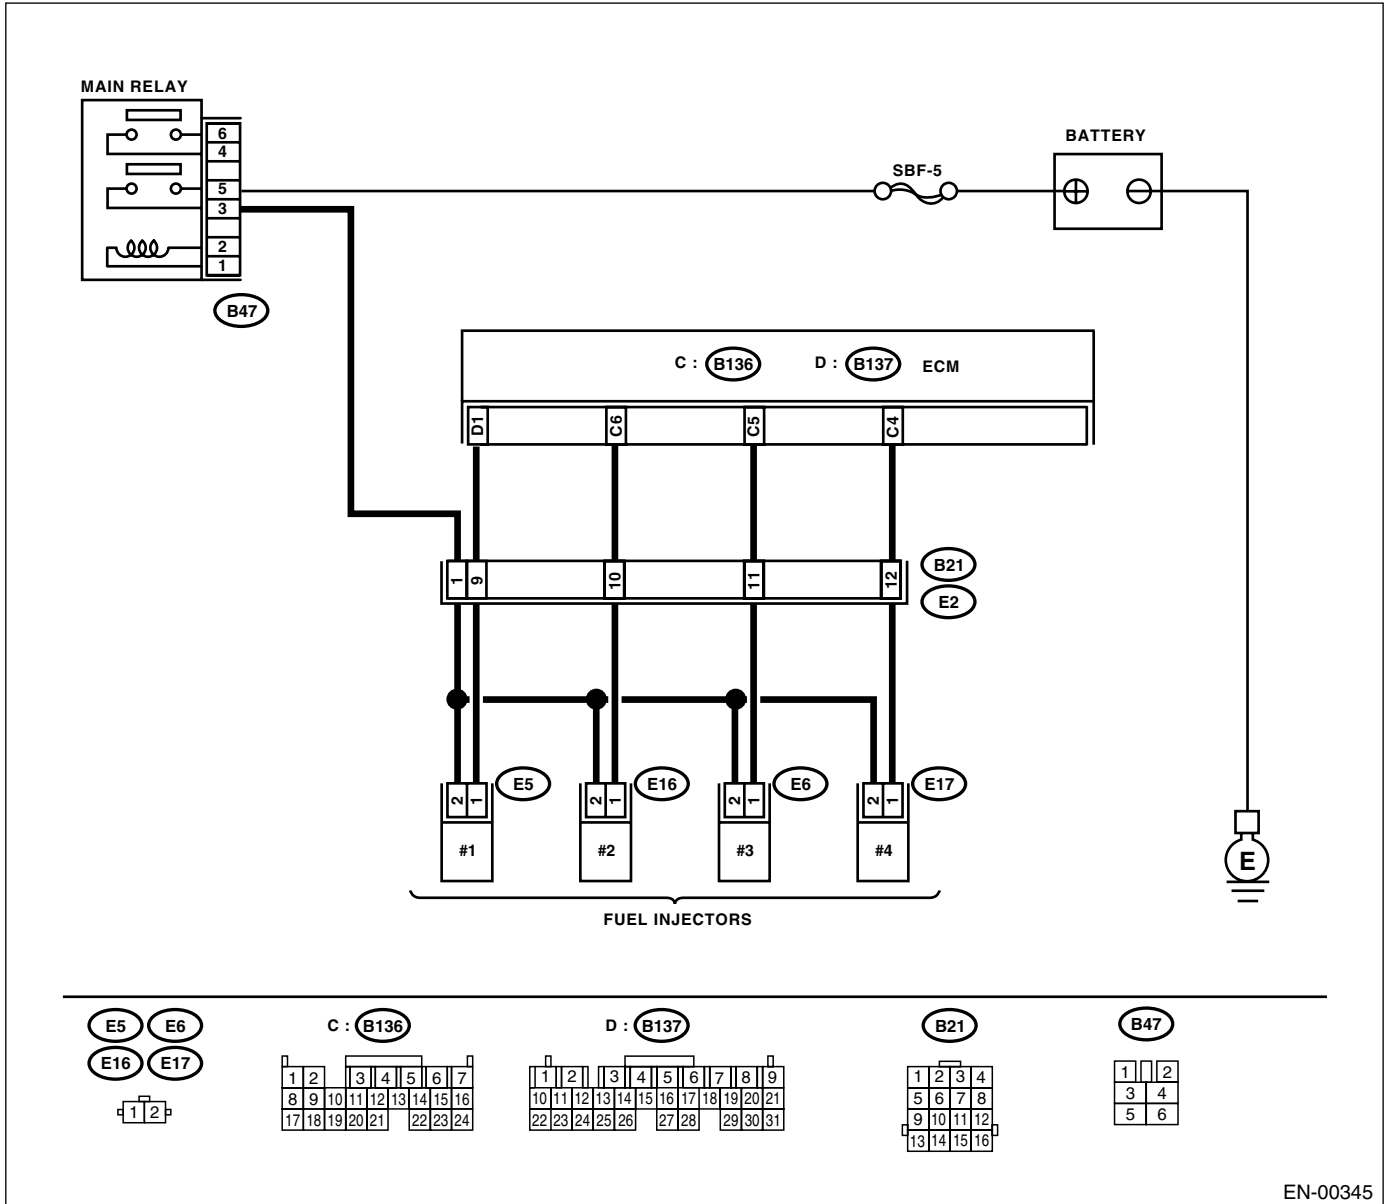 MAIN RELAY
6
4
5
3
2
1
B47
SBF-5
BATTERY
C : B136 D : B137 ECM
D1 C6 C5 C4
1 9 10 11 12
B21
E2
2 1 E5 2 1 E16 2 1 E6 2 1 E17
#1 #2 #3 #4
E
FUEL INJECTORS
E5 E6
E16 E17
1 2
C : B136
1 2 3 4 5 6 7
8 9 10 11 12 13 14 15 16
17 18 19 20 21 22 23 24
D : B137
1 2 3 4 5 6 7 8 9
10 11 12 13 14 15 16 17 18 19 20 21
22 23 24 25 26 27 28 29 30 31
B21
1 2 3 4
5 6 7 8
9 10 11 12
13 14 15 16
B47
1 2
3 4
5 6
EN-00345